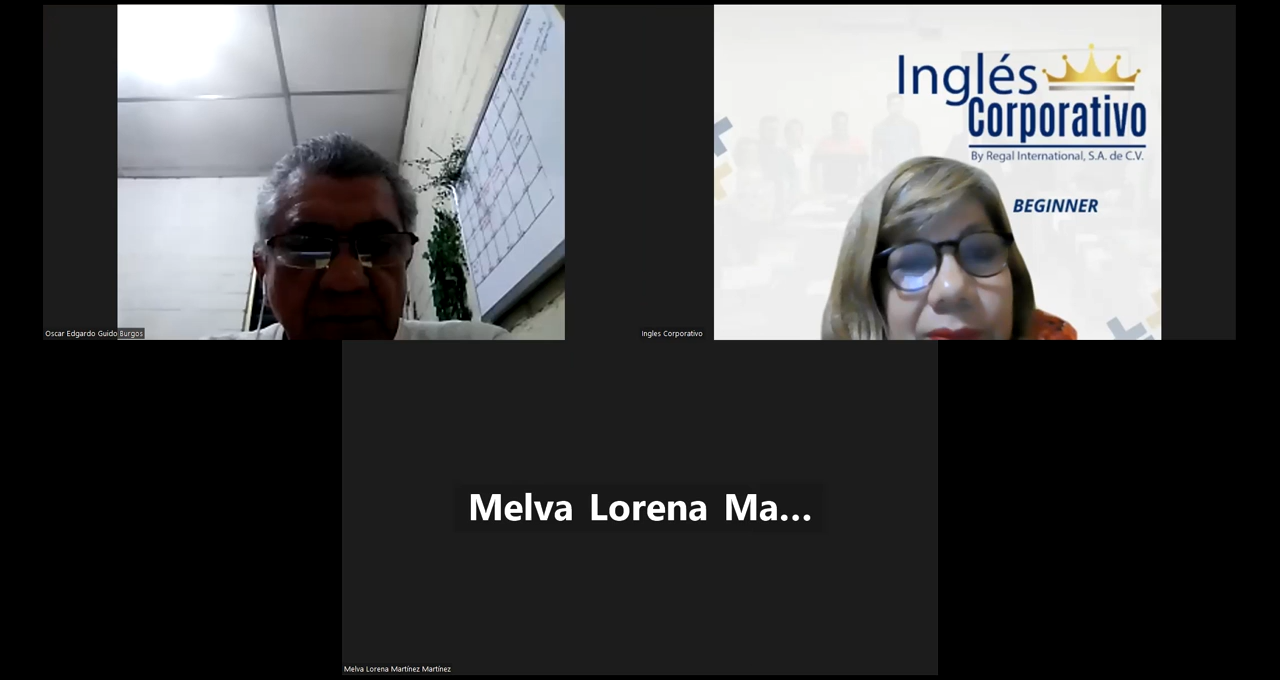 Inglés
Corporativo
By Regal International, S.A. de C.V.
BEGINNER
Oscar Edgardo Guido Burgos
Ingles Corporativo
Melva Lorena Ma...
Melva Lorena Martínez Martínez